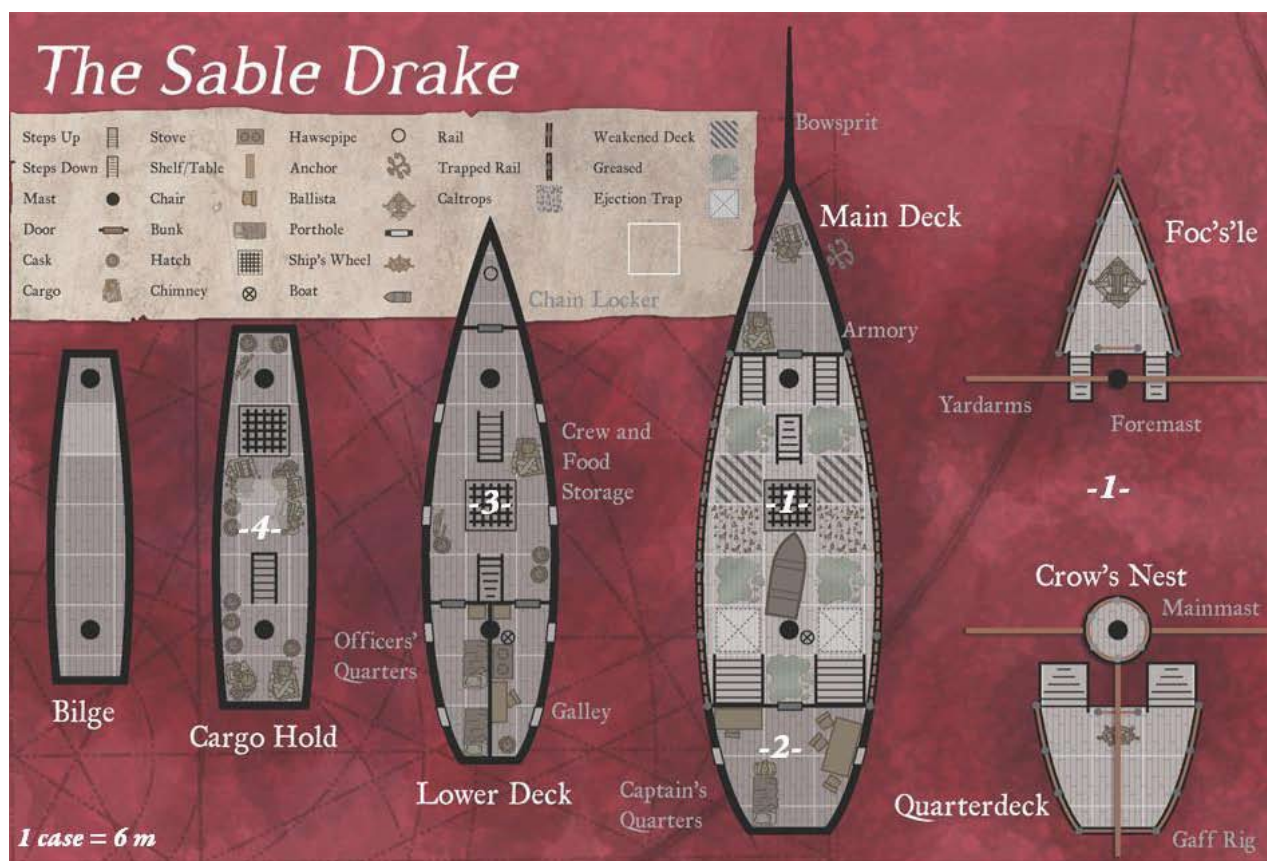 The Sable Drake
Steps Up
Steps Down
Mast
Door
Cask
Cargo
Stove
Shelf/Table
Chair
Bunk
Hatch
Chimney
Hawsepipe
Anchor
Ballista
Porthole
Ship's Wheel
Boat
Rail
Trapped Rail
Caltrops
Weakened Deck
Greased
Ejection Trap
Bowsprit
Main Deck
Foc's'le
Chain Locker
Armory
Yardarms
Foremast
Crew and
Food
Storage
-1-
-1-
-3-
-4-
Crow's Nest
Mainmast
Officers'
Quarters
Galley
Bilge
Cargo Hold
-2-
Lower Deck
Captain's
Quarters
Quarterdeck
Gaff Rig
1 case = 6 m